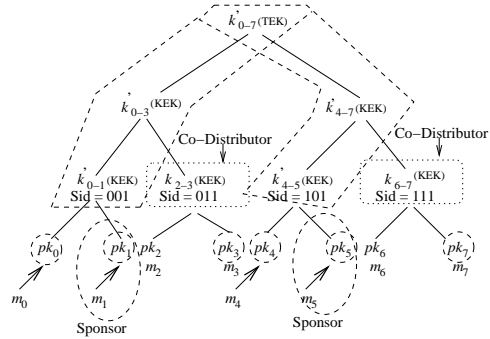 k'0–7(TEK)
k'0–3(KEK) k'4–7(KEK)
Co–Distributor Co–Distributor
k'0–1(KEK) k2–3(KEK) k'4–5(KEK) k6–7(KEK)
Sid = 001 Sid = 011 Sid = 101 Sid = 111
pk0 pk1 pk2 pk3 pk4 pk5 pk6 pk7
m2 m̄3 m6 m̄7
m0 m1 m4 m5
Sponsor Sponsor